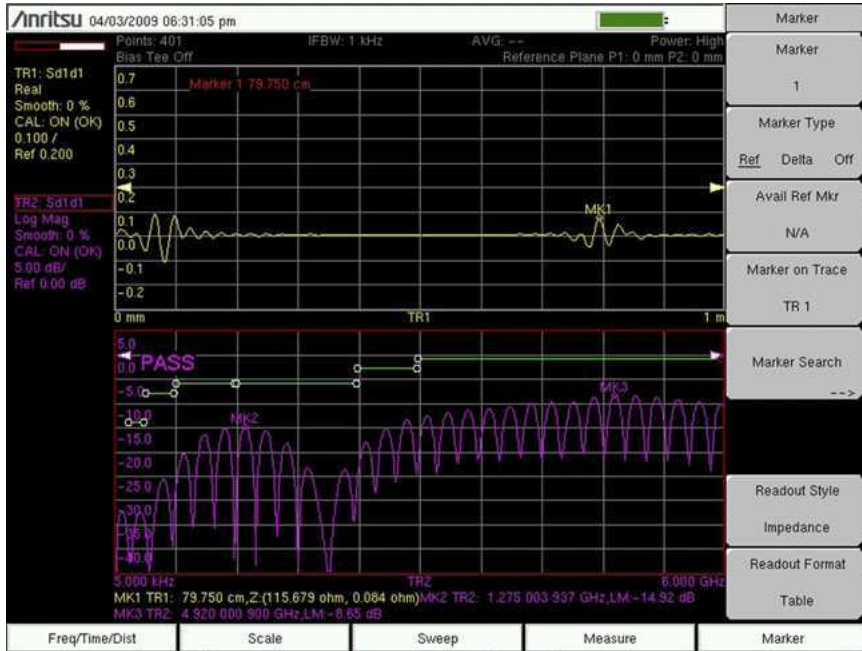 Anritsu 04/03/2009 06:31:05 pm
Marker
Points: 401 IFBW: 1 kHz AVG: -- Power: High
Bias Tee Off Reference Plane P1: 0 mm P2: 0 mm
TR1: Sd1d1
Real
Smooth: 0 %
CAL: ON (OK)
0.100 /
Ref 0.200
TR2: Sd1d1
Log Mag
Smooth: 0 %
CAL: ON (OK)
5.00 dB/
Ref 0.00 dB
Marker 1 79.750 cm
0.7
0.6
0.5
0.4
0.3
0.2
0.1
0.0
-0.1
-0.2
MK1
0 mm TR1 1 m
5.0
0.0 PASS
-5.0
-10.0
-15.0
-20.0
-25.0
-30.0
-35.0
-40.0
MK2
MK3
5.000 kHz TR2 6.000 GHz
MK1 TR1: 79.750 cm,Z:(115.679 ohm, 0.084 ohm)MK2 TR2: 1.275 003 937 GHz,LM:-14.92 dB
MK3 TR2: 4.920 000 900 GHz,LM:-8.65 dB
Marker
1
Marker Type
Ref Delta Off
Avail Ref Mkr
N/A
Marker on Trace
TR 1
Marker Search
-->
Readout Style
Impedance
Readout Format
Table
Freq/Time/Dist Scale Sweep Measure Marker